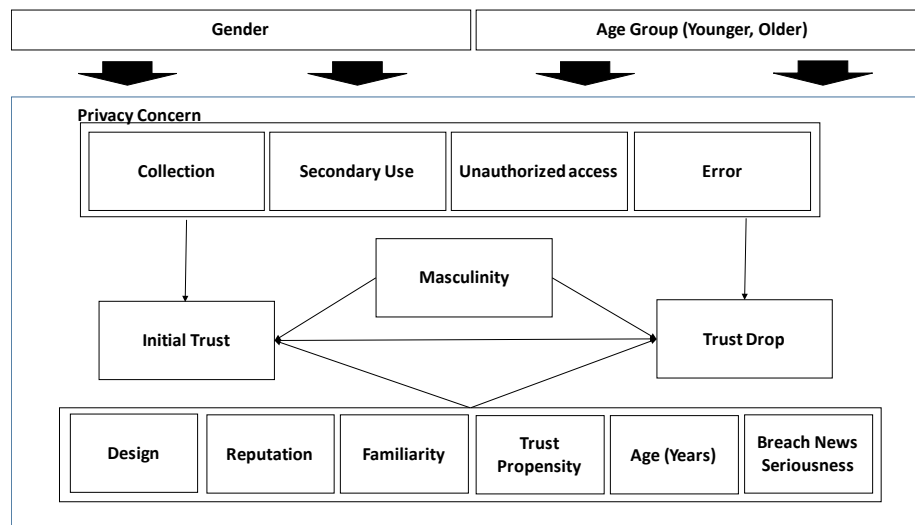 Gender
Age Group (Younger, Older)
Privacy Concern
Collection
Secondary Use
Unauthorized access
Error
Masculinity
Initial Trust
Trust Drop
Design
Reputation
Familiarity
Trust
Propensity
Age (Years)
Breach News
Seriousness